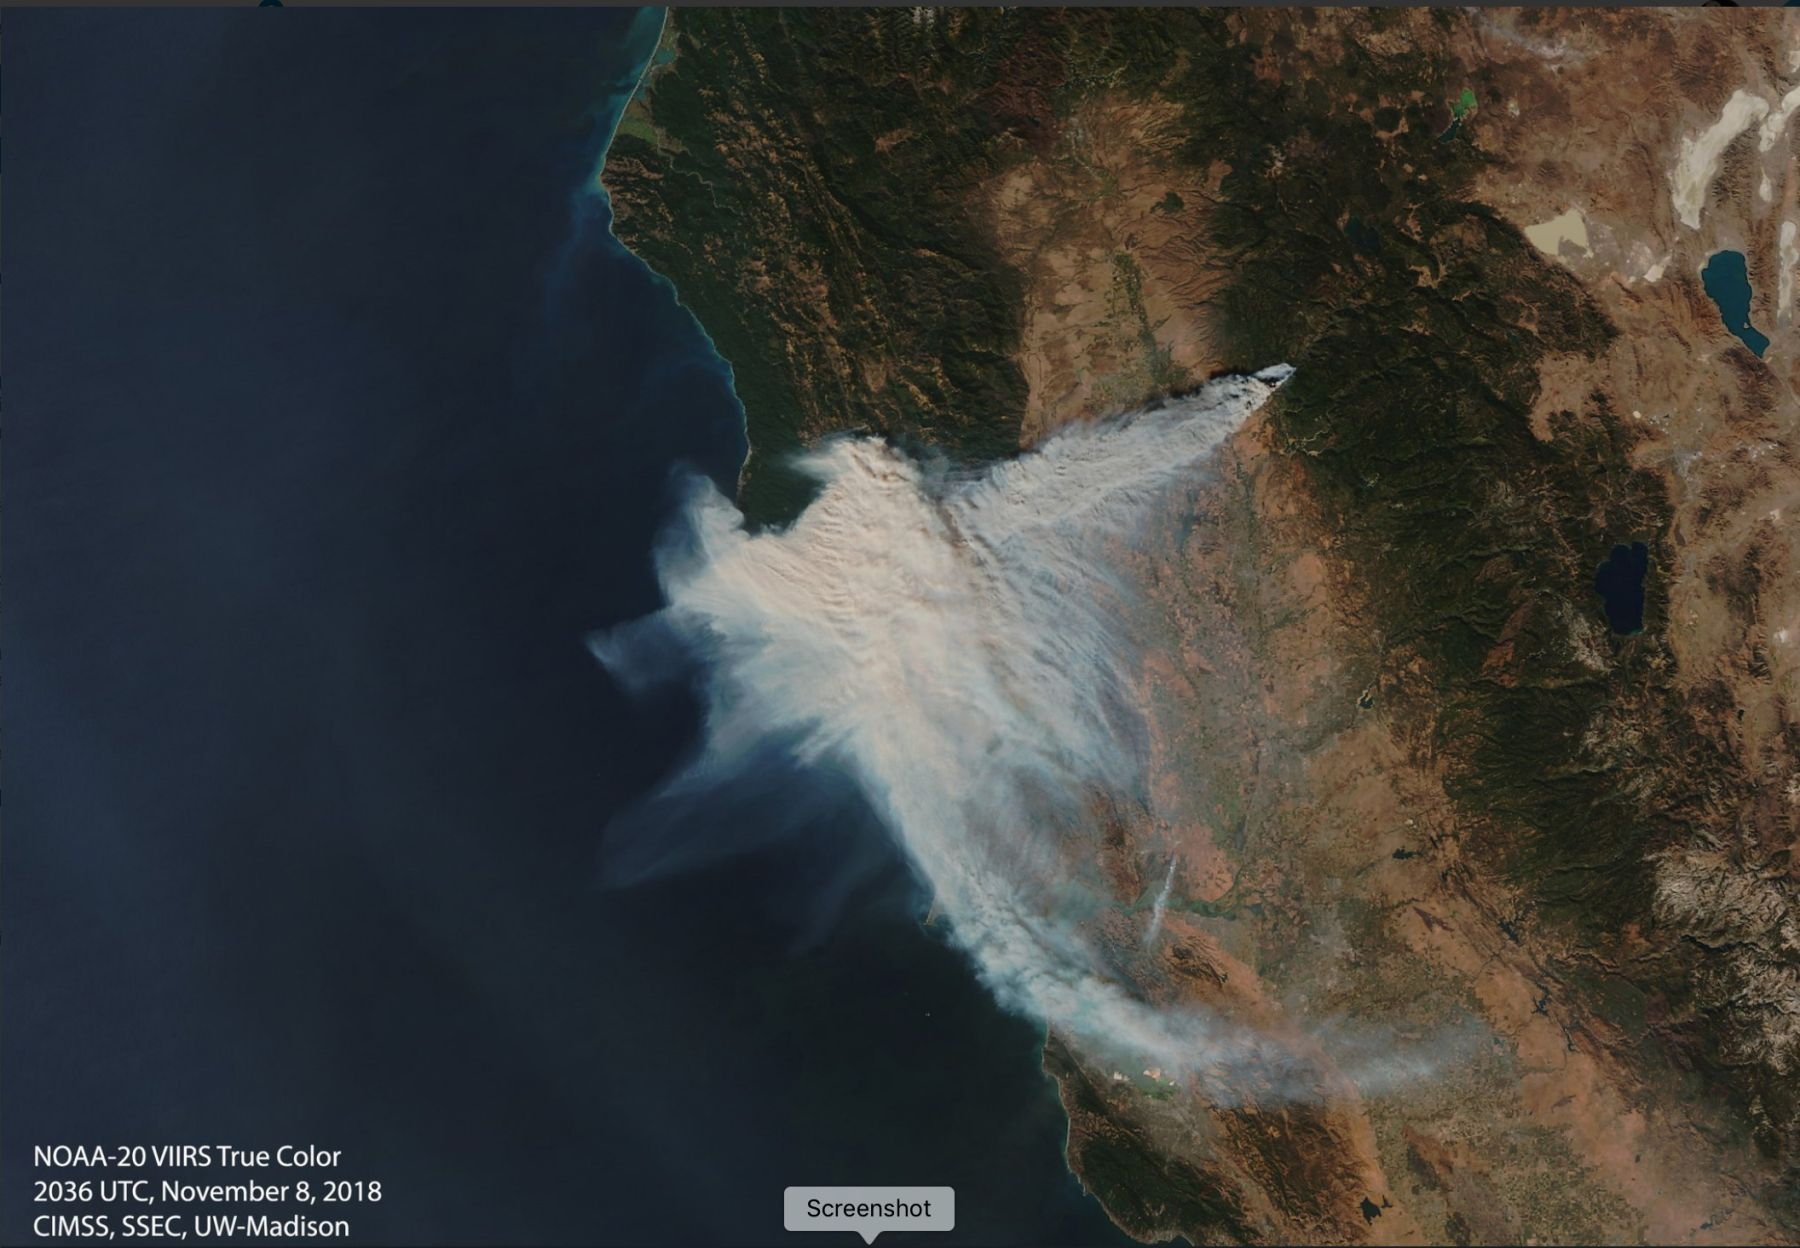 NOAA-20 VIIRS True Color
2036 UTC, November 8, 2018
CIMSS, SSEC, UW-Madison
Screenshot